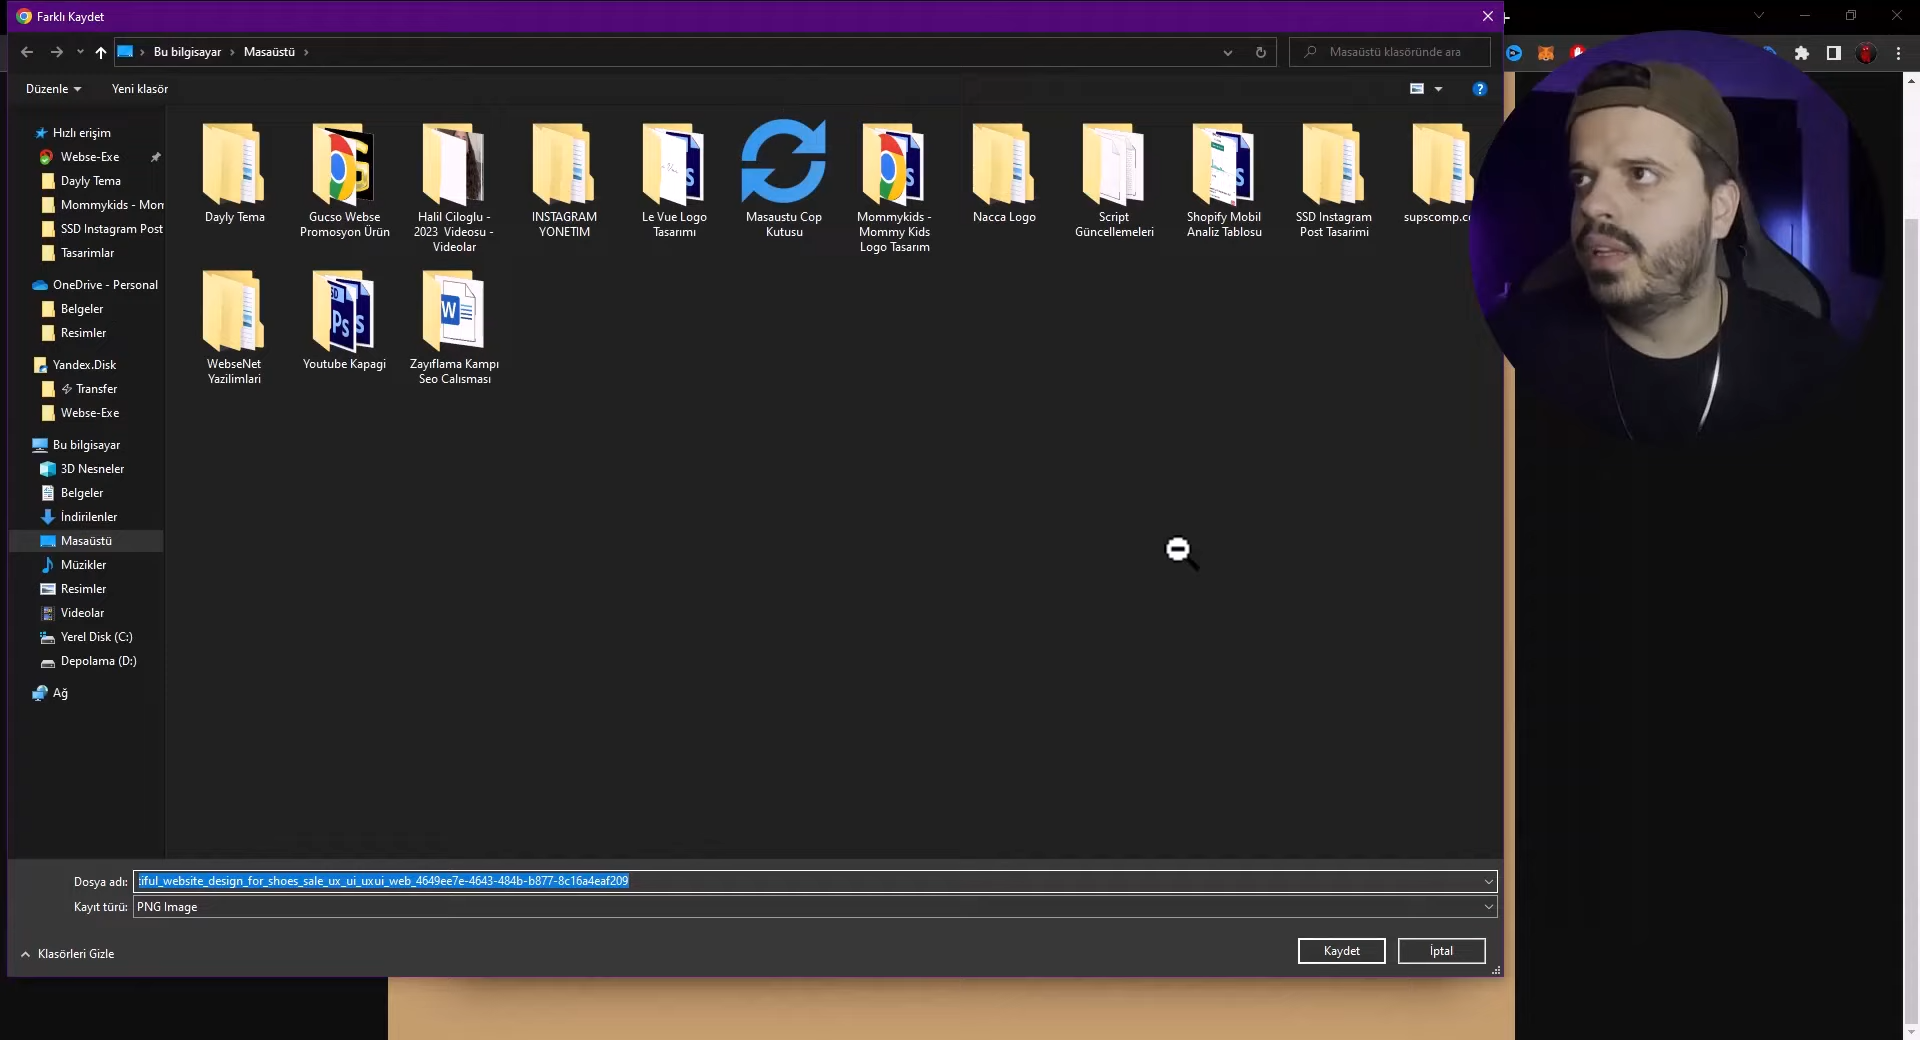 Farklı Kaydet
Bu bilgisayar
Masaüstü
Masaüstü klasöründe ara
Düzenle
Yeni klasör
Hızlı erişim
Webse-Exe
Dayly Tema
Mommykids - Mom
SSD Instagram Post
Tasarimlar
OneDrive - Personal
Belgeler
Resimler
Yandex.Disk
Transfer
Webse-Exe
Bu bilgisayar
3D Nesneler
Belgeler
İndirilenler
Masaüstü
Müzikler
Resimler
Videolar
Yerel Disk (C:)
Depolama (D:)
Ağ
Dayly Tema
Gucso Webse
Promosyon Ürün
Halil Ciloglu -
2023 Videosu -
Videolar
INSTAGRAM
YONETIM
Le Vue Logo
Tasarımı
Masaustu Cop
Kutusu
Mommykids -
Mommy Kids
Logo Tasarım
Nacca Logo
Script
Güncellemeleri
Shopify Mobil
Analiz Tablosu
SSD Instagram
Post Tasarimi
supscomp.co
WebseNet
Yazilimlari
Youtube Kapagi
Zayıflama Kampı
Seo Calısması
Dosya adı:
tiful_website_design_for_shoes_sale_ux_ui_uxui_web_4649ee7e-4643-484b-b877-8c16a4eaf209
Kayıt türü:
PNG Image
Klasörleri Gizle
Kaydet
İptal